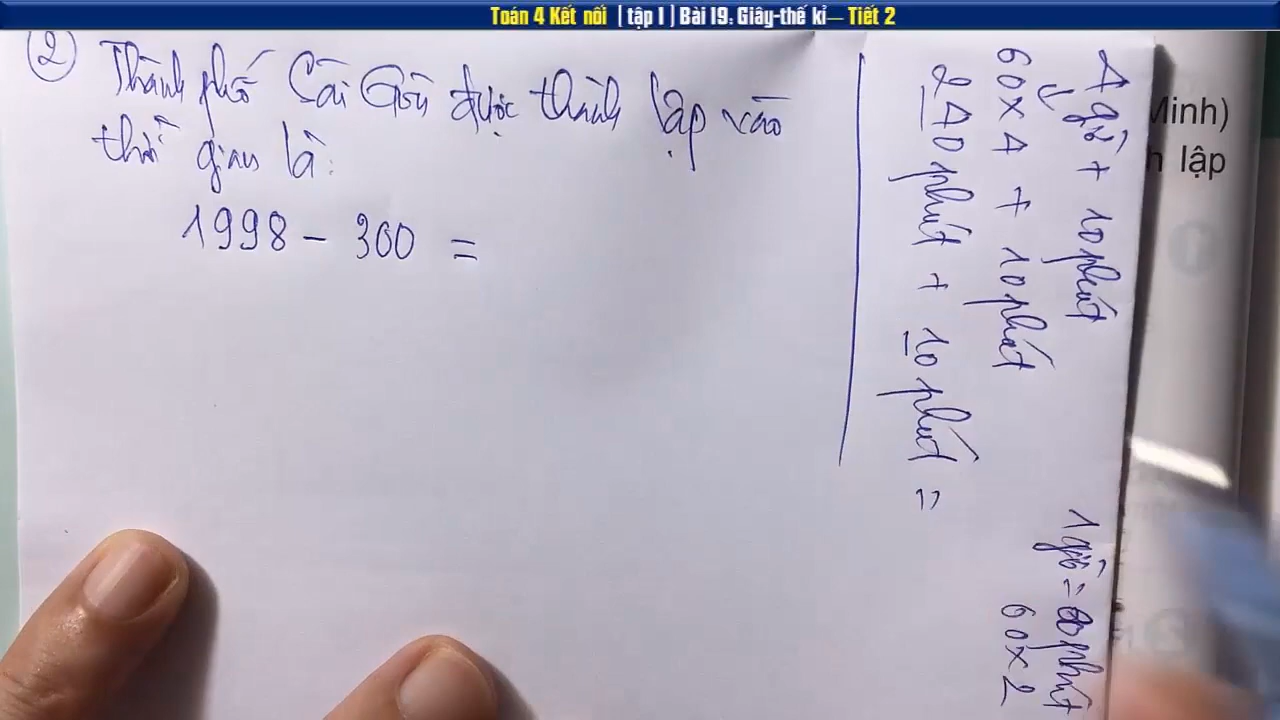 Toán 4 Kết nối ( tập 1 ) Bài 19: Giây-thế kỉ— Tiết 2
② Thành phố Sài Gòn được thành lập vào
thời gian là:
1998 - 300 =
4 giờ + 10 phút
60 x 4 + 10 phút
240 phút + 10 phút =
1 giờ = 60 phút
60 x 2
Minh)
lập